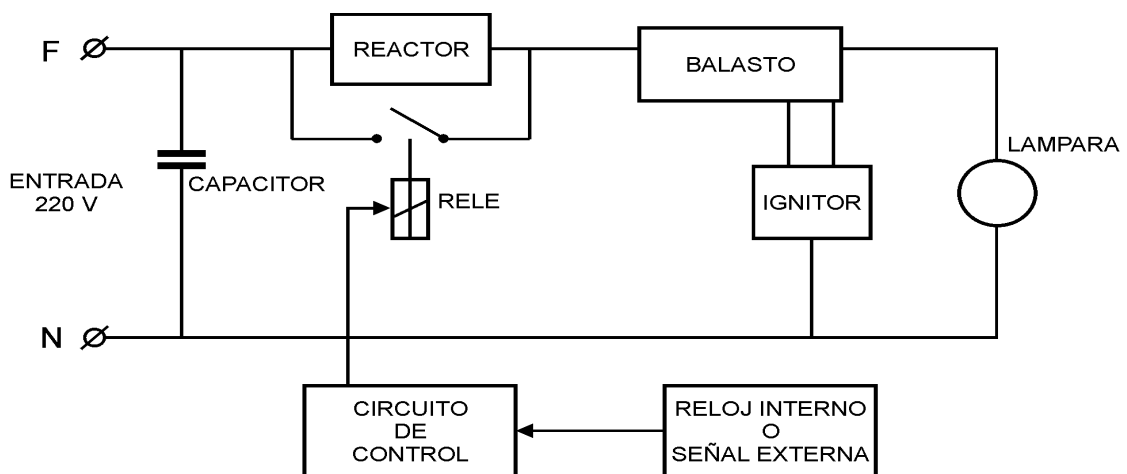 F
REACTOR
BALASTO
LAMPARA
ENTRADA
220 V
CAPACITOR
RELE
IGNITOR
N
CIRCUITO
DE
CONTROL
RELOJ INTERNO
O
SEÑAL EXTERNA